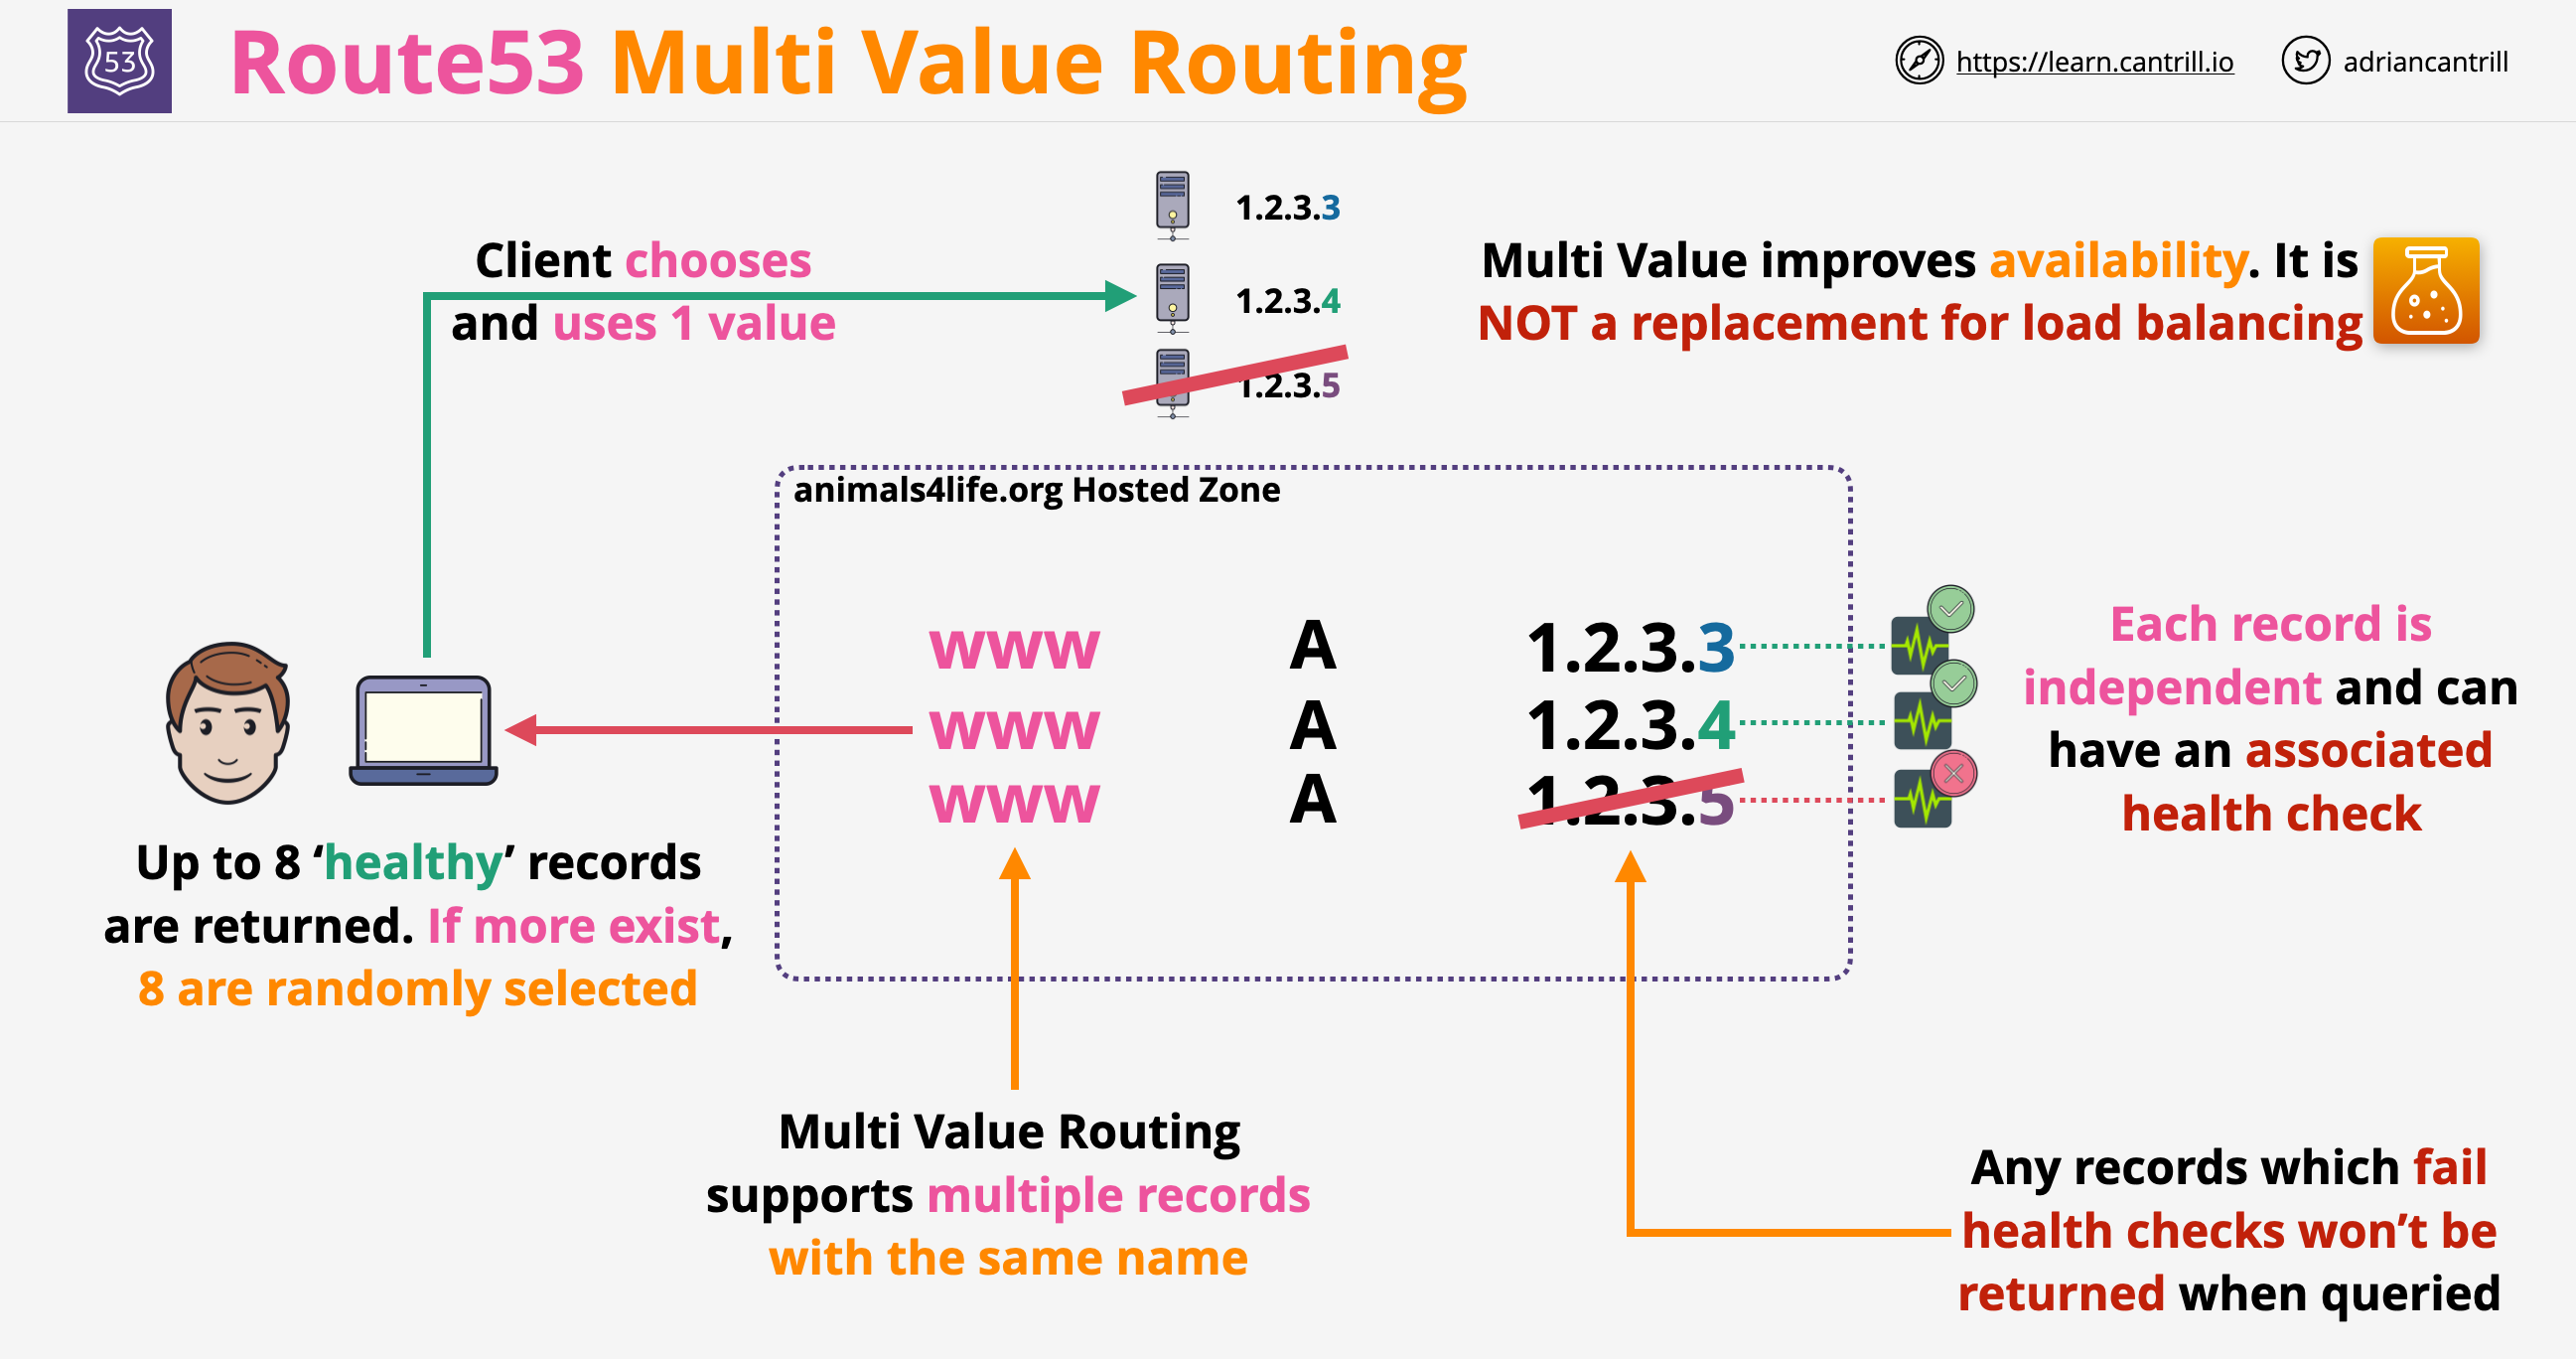 53
Route53 Multi Value Routing
https://learn.cantrill.io
adriancantrill
1.2.3.3
1.2.3.4
1.2.3.5
Client chooses
and uses 1 value
Multi Value improves availability. It is
NOT a replacement for load balancing
animals4life.org Hosted Zone
www A 1.2.3.3
www A 1.2.3.4
www A 1.2.3.5
Each record is
independent and can
have an associated
health check
Up to 8 ‘healthy’ records
are returned. If more exist,
8 are randomly selected
Multi Value Routing
supports multiple records
with the same name
Any records which fail
health checks won’t be
returned when queried